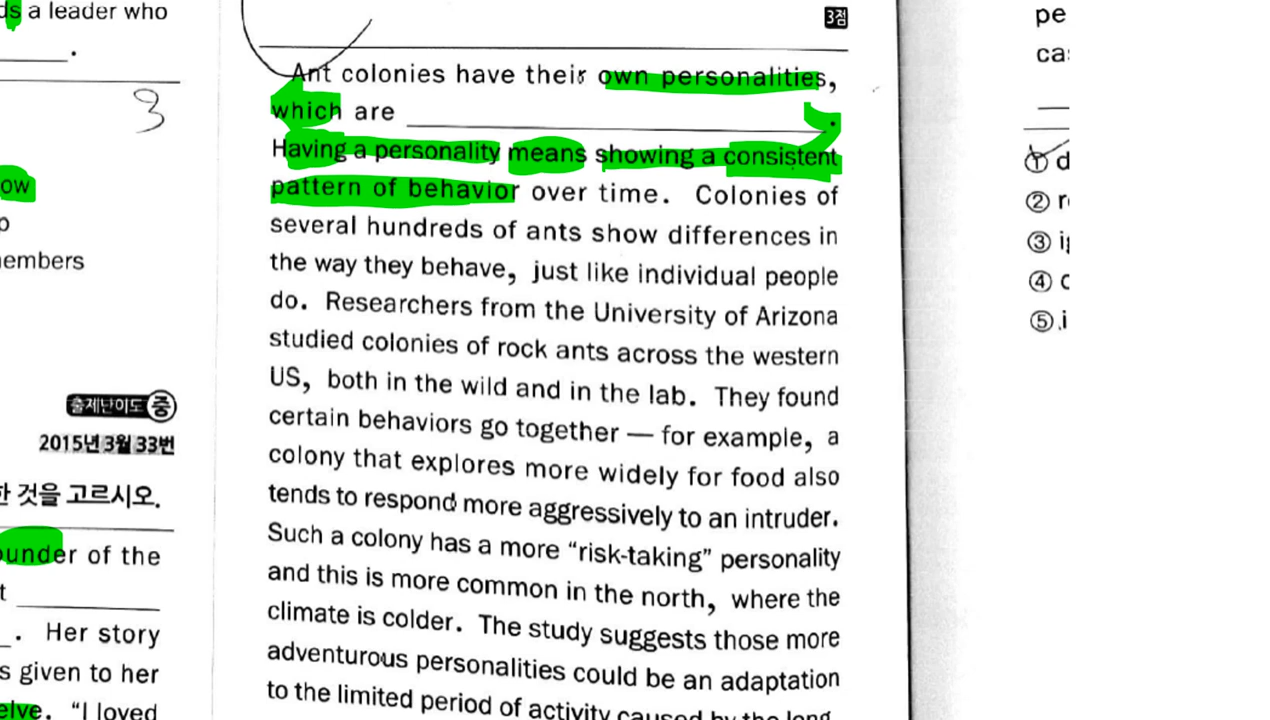 ds a leader who
.
3
ow
p
embers
출제난이도 중
2015년 3월 33번
한 것을 고르시오.
ounder of the
t
. Her story
s given to her
elve. "I loved
3점
Ant colonies have their own personalities,
which are .
Having a personality means showing a consistent
pattern of behavior over time. Colonies of
several hundreds of ants show differences in
the way they behave, just like individual people
do. Researchers from the University of Arizona
studied colonies of rock ants across the western
US, both in the wild and in the lab. They found
certain behaviors go together — for example, a
colony that explores more widely for food also
tends to respond more aggressively to an intruder.
Such a colony has a more "risk-taking" personality
and this is more common in the north, where the
climate is colder. The study suggests those more
adventurous personalities could be an adaptation
to the limited period of activity caused by the long,
pe
cas
① d
② r
③ i
④ c
⑤ i